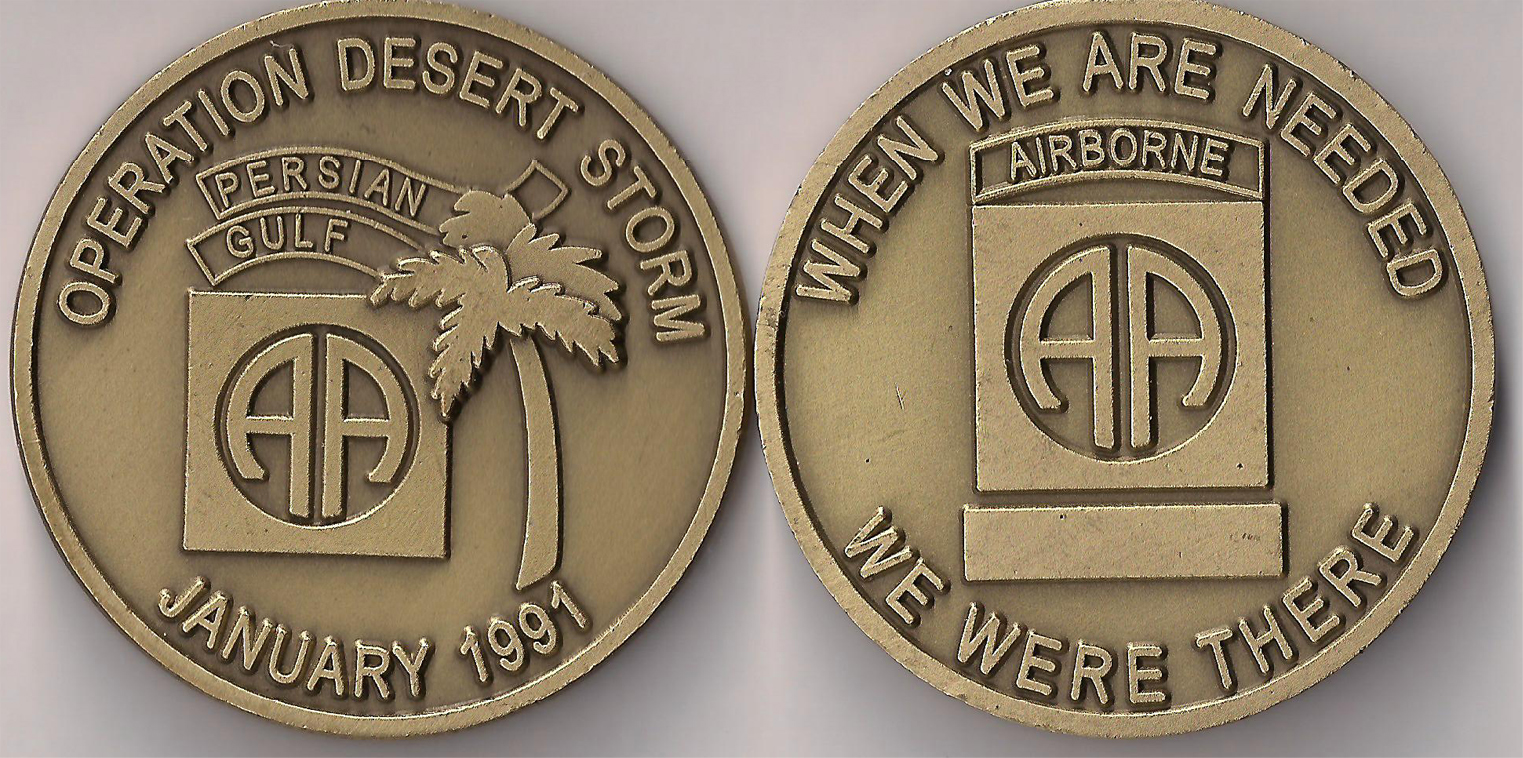 OPERATION DESERT STORM
PERSIAN
GULF
AA
JANUARY 1991
WHEN WE ARE NEEDED
AIRBORNE
AA
WE WERE THERE